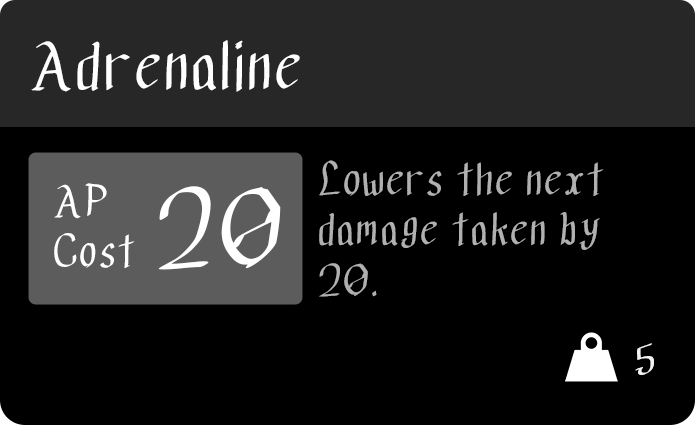 Adrenaline
AP
Cost
20
Lowers the next
damage taken by
20.
5